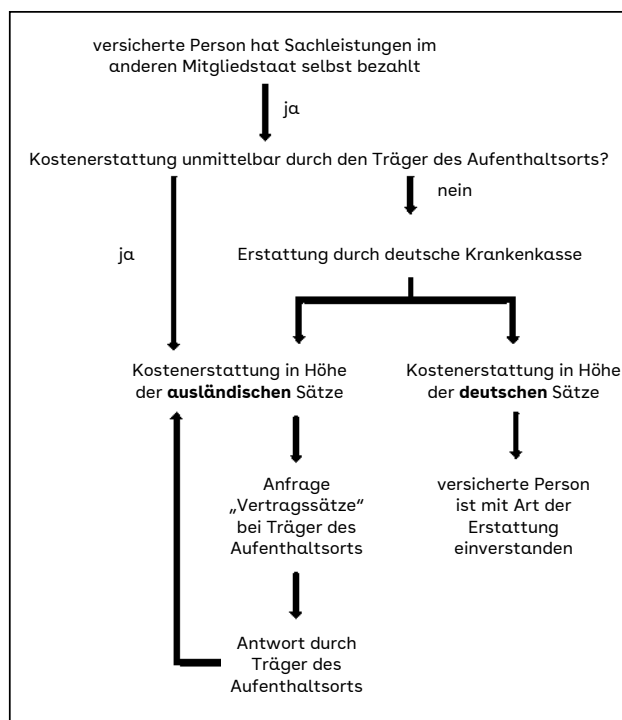 versicherte Person hat Sachleistungen im
anderen Mitgliedstaat selbst bezahlt
ja
Kostenerstattung unmittelbar durch den Träger des Aufenthaltsorts?
nein
ja
Erstattung durch deutsche Krankenkasse
Kostenerstattung in Höhe
der ausländischen Sätze
Kostenerstattung in Höhe
der deutschen Sätze
Anfrage
„Vertragssätze“
bei Träger des
Aufenthaltsorts
versicherte Person
ist mit Art der
Erstattung
einverstanden
Antwort durch
Träger des
Aufenthaltsorts